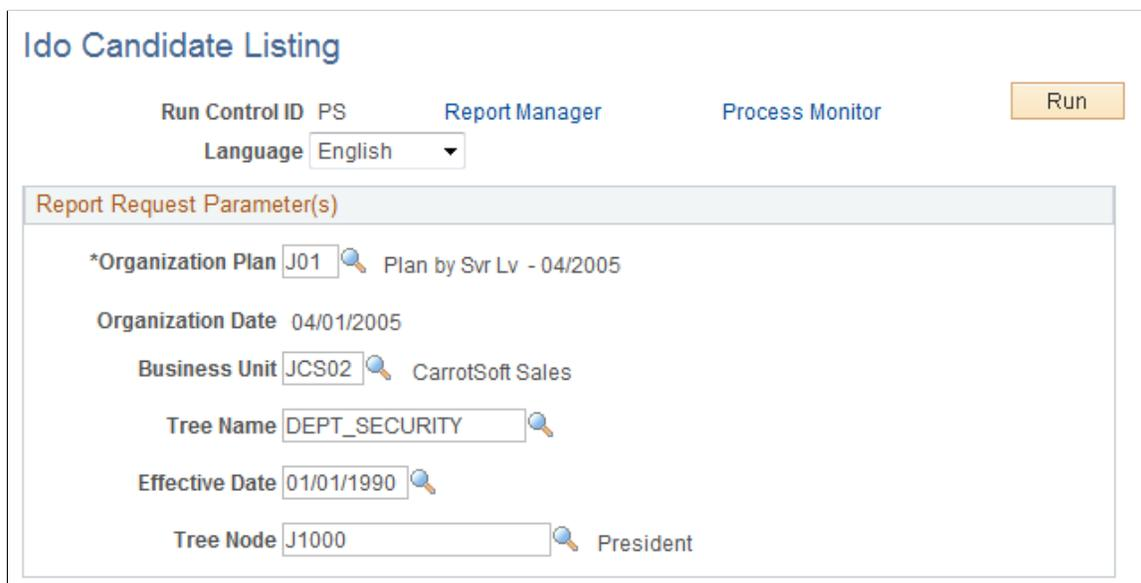 Ido Candidate Listing
Run Control ID PS Report Manager Process Monitor Run
Language English
Report Request Parameter(s)
*Organization Plan J01 Plan by Svr Lv - 04/2005
Organization Date 04/01/2005
Business Unit JCS02 CarrotSoft Sales
Tree Name DEPT_SECURITY
Effective Date 01/01/1990
Tree Node J1000 President